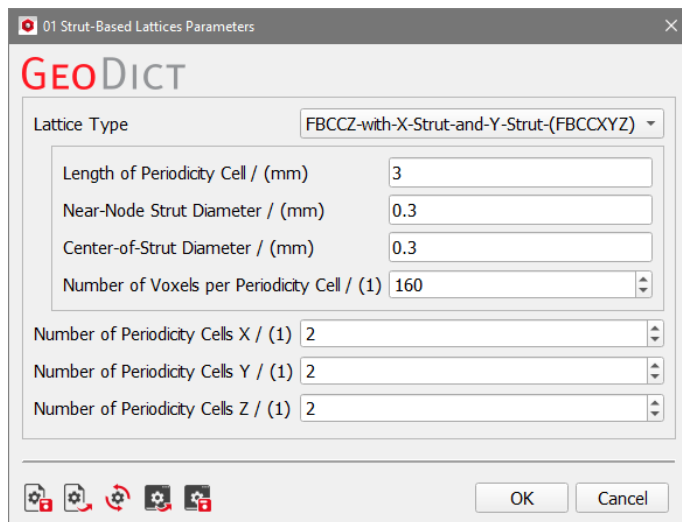 01 Strut-Based Lattices Parameters
GEODICT
Lattice Type FBCCZ-with-X-Strut-and-Y-Strut-(FBCCXYZ)
Length of Periodicity Cell / (mm) 3
Near-Node Strut Diameter / (mm) 0.3
Center-of-Strut Diameter / (mm) 0.3
Number of Voxels per Periodicity Cell / (1) 160
Number of Periodicity Cells X / (1) 2
Number of Periodicity Cells Y / (1) 2
Number of Periodicity Cells Z / (1) 2
OK Cancel